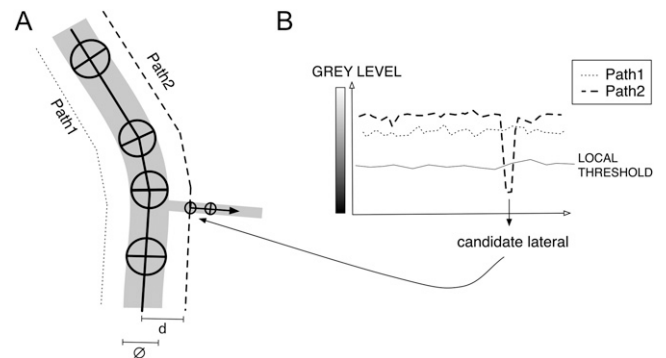 A
B
Path1
Path2
d
Ø
GREY LEVEL
Path1
Path2
LOCAL
THRESHOLD
candidate lateral